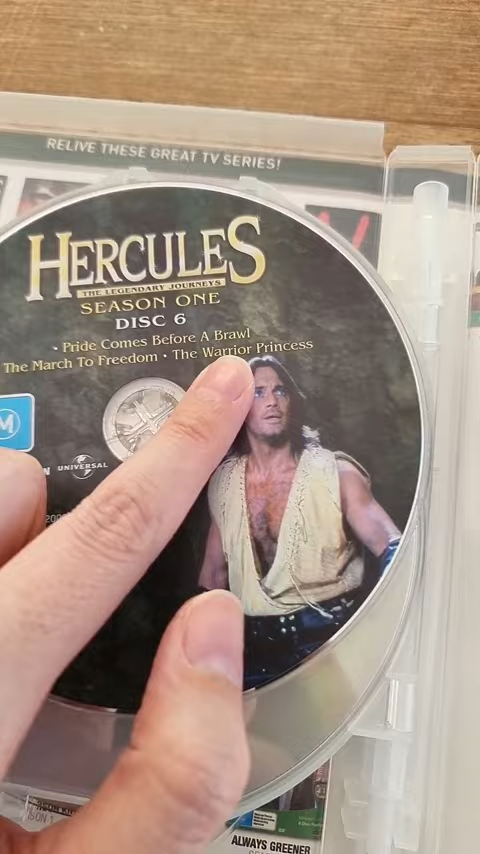 RELIVE THESE GREAT TV SERIES!
HERCULES
THE LEGENDARY JOURNEYS
SEASON ONE
DISC 6
• Pride Comes Before A Brawl
The March To Freedom • The Warrior Princess
M
UNIVERSAL
ALWAYS GREENER